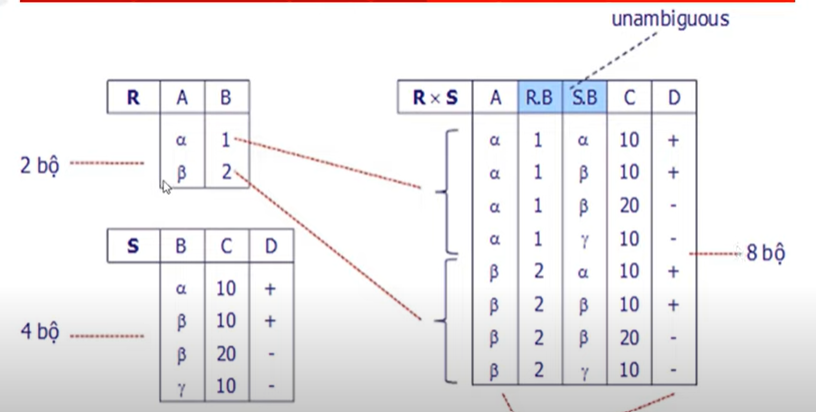 unambiguous
R A B
α 1
β 2
2 bộ
S B C D
α 10 +
β 10 +
β 20 -
γ 10 -
4 bộ
R × S A R.B S.B C D
α 1 α 10 +
α 1 β 10 +
α 1 β 20 -
α 1 γ 10 -
β 2 α 10 +
β 2 β 10 +
β 2 β 20 -
β 2 γ 10 -
8 bộ